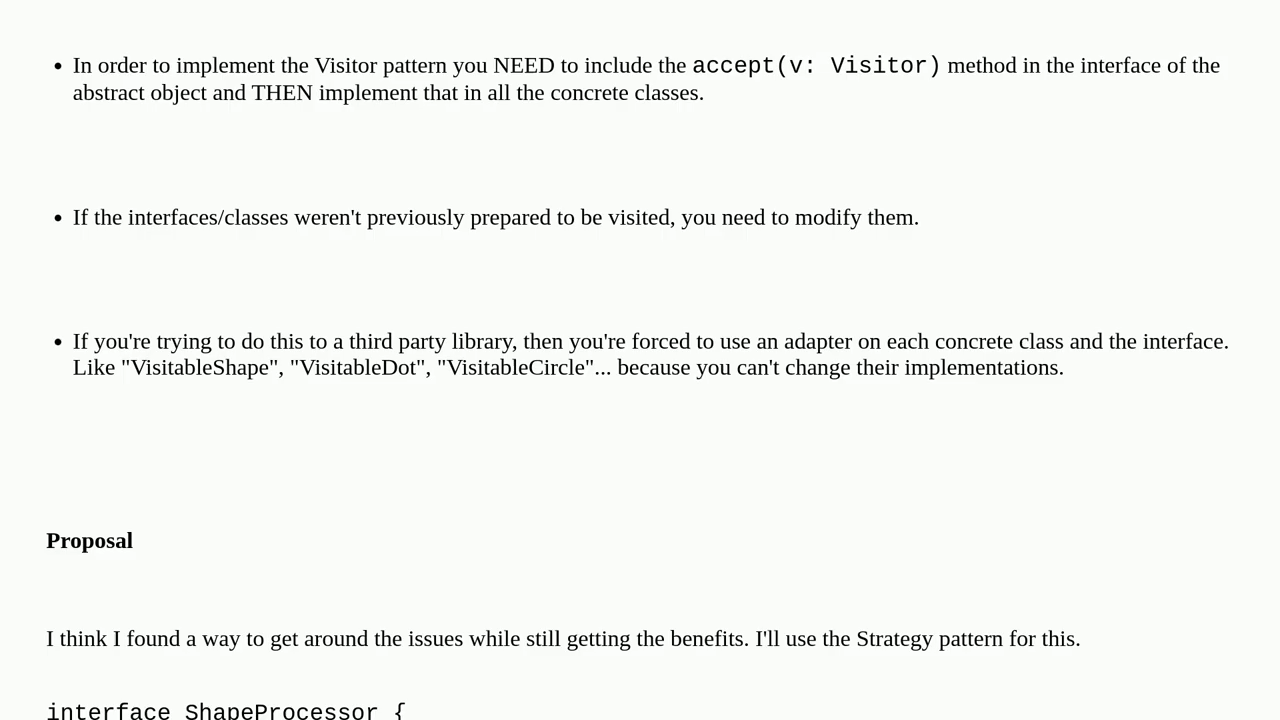 • In order to implement the Visitor pattern you NEED to include the accept(v: Visitor) method in the interface of the
abstract object and THEN implement that in all the concrete classes.
• If the interfaces/classes weren't previously prepared to be visited, you need to modify them.
• If you're trying to do this to a third party library, then you're forced to use an adapter on each concrete class and the interface.
Like "VisitableShape", "VisitableDot", "VisitableCircle"... because you can't change their implementations.
Proposal
I think I found a way to get around the issues while still getting the benefits. I'll use the Strategy pattern for this.
interface ShapeProcessor {